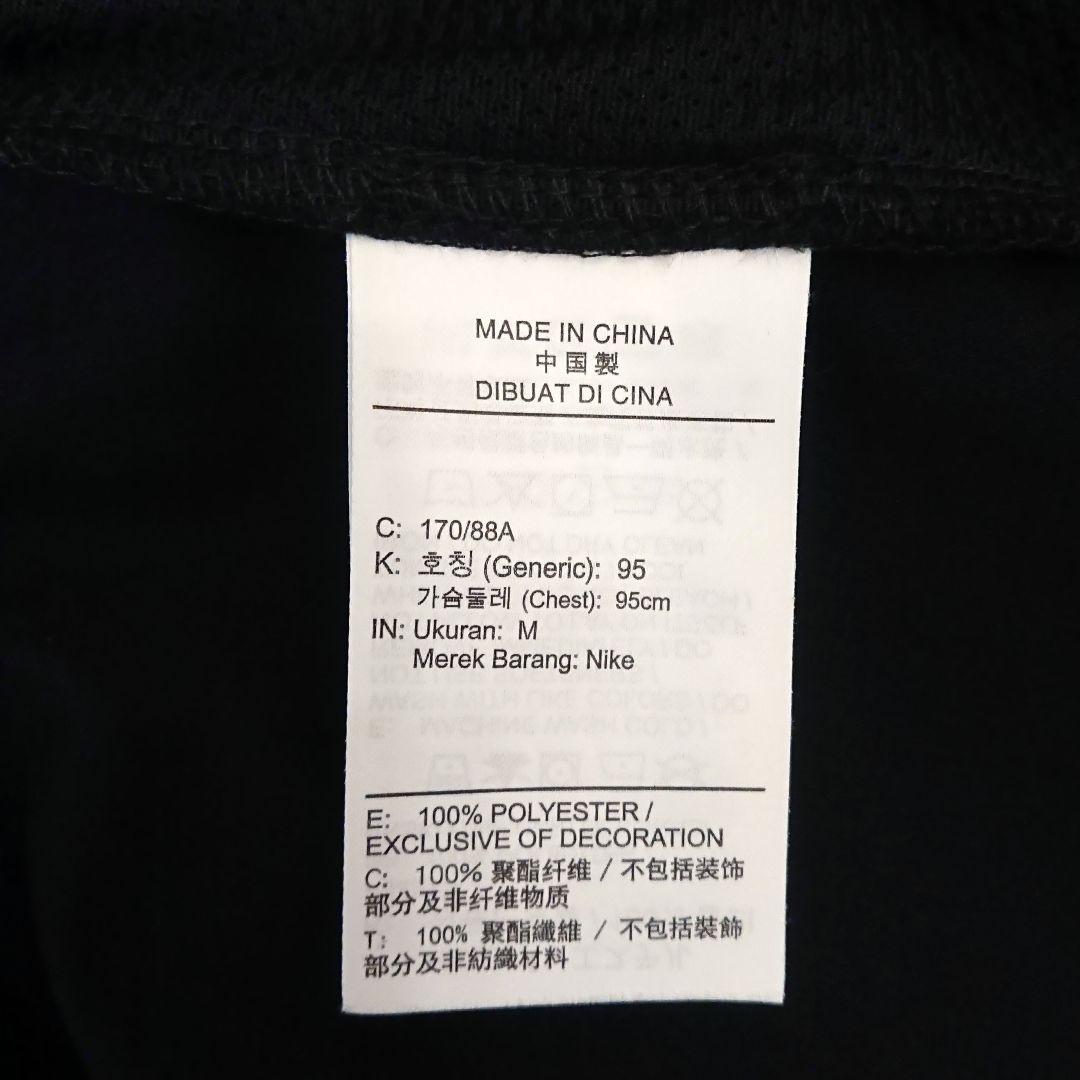 MADE IN CHINA
中国製
DIBUAT DI CINA
C: 170/88A
K: 호칭 (Generic): 95
가슴둘레 (Chest): 95cm
IN: Ukuran: M
Merek Barang: Nike
E: 100% POLYESTER /
EXCLUSIVE OF DECORATION
C: 100% 聚酯纤维 / 不包括装饰
部分及非纤维物质
T: 100% 聚酯纖維 / 不包括裝飾
部分及非紡織材料